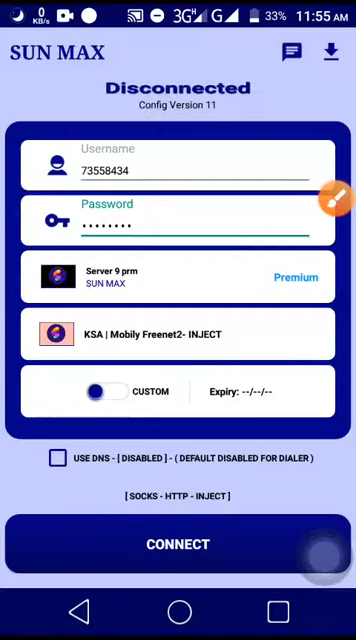 0
KB/s
3G H
G
33%
11:55 AM
SUN MAX
Disconnected
Config Version 11
Username
73558434
Password
Server 9 prm
SUN MAX
Premium
KSA | Mobily Freenet2- INJECT
CUSTOM
Expiry: --/--/--
USE DNS - [ DISABLED ] - ( DEFAULT DISABLED FOR DIALER )
[ SOCKS - HTTP - INJECT ]
CONNECT